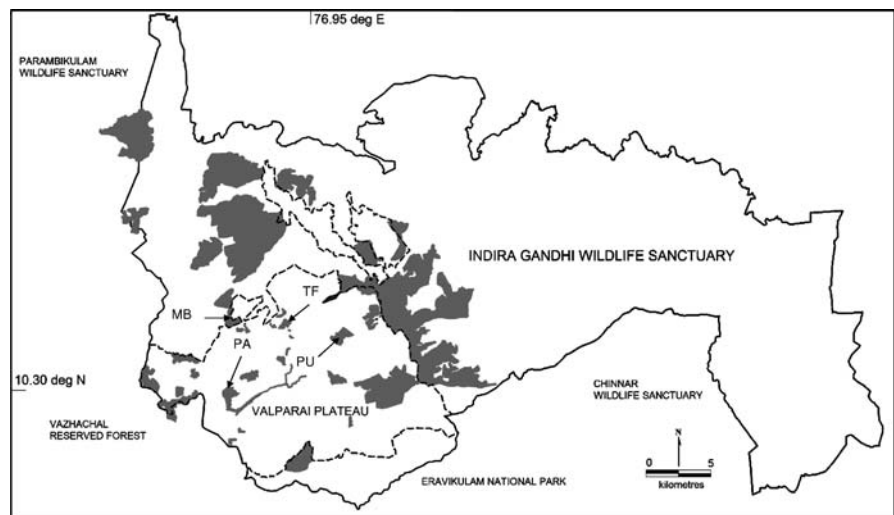 76.95 deg E
PARAMBIKULAM
WILDLIFE SANCTUARY
INDIRA GANDHI WILDLIFE SANCTUARY
MB
TF
PA
PU
10.30 deg N
VALPARAI PLATEAU
CHINNAR
WILDLIFE SANCTUARY
VAZHACHAL
RESERVED FOREST
N
0 5
kilometres
ERAVIKULAM NATIONAL PARK